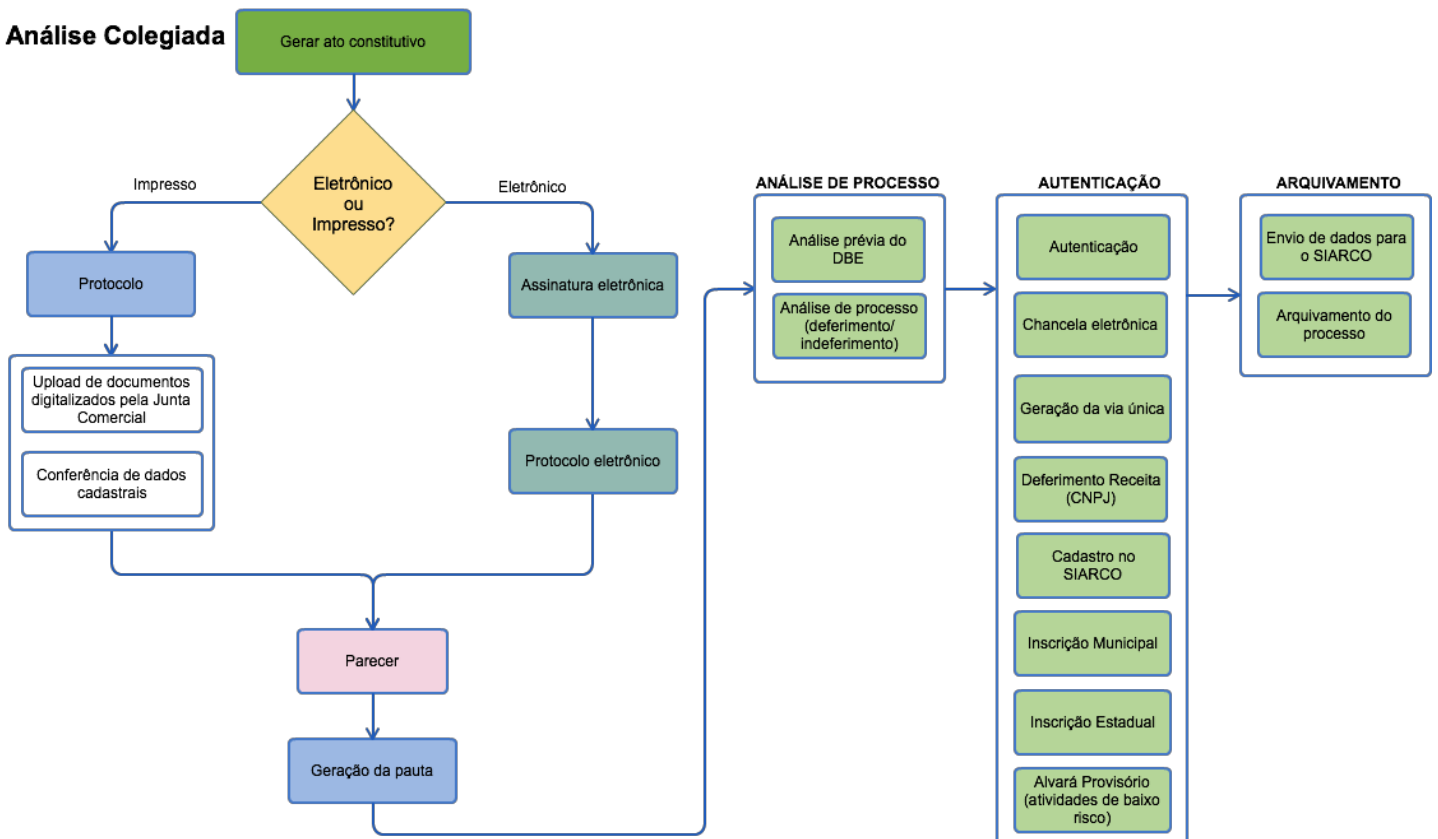 Análise Colegiada
Gerar ato constitutivo
Eletrônico
ou
Impresso?
Impresso
Eletrônico
Protocolo
Upload de documentos
digitalizados pela Junta
Comercial
Conferência de dados
cadastrais
Assinatura eletrônica
Protocolo eletrônico
Parecer
Geração da pauta
ANÁLISE DE PROCESSO
Análise prévia do
DBE
Análise de processo
(deferimento/
indeferimento)
AUTENTICAÇÃO
Autenticação
Chancela eletrônica
Geração da via única
Deferimento Receita
(CNPJ)
Cadastro no
SIARCO
Inscrição Municipal
Inscrição Estadual
Alvará Provisório
(atividades de baixo
risco)
ARQUIVAMENTO
Envio de dados para
o SIARCO
Arquivamento do
processo